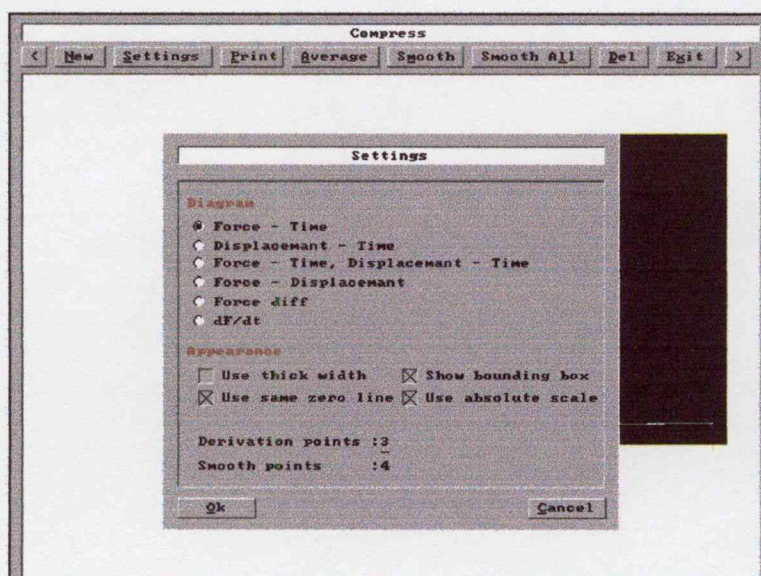 Compress
< New Settings Print Average Smooth Smooth All Del Exit >
Settings
Diagram
Force - Time
Displacemant - Time
Force - Time, Displacemant - Time
Force - Displacemant
Force diff
dF/dt
Appearance
Use thick width Show bounding box
Use same zero line Use absolute scale
Derivation points :3
Smooth points :4
Ok Cancel